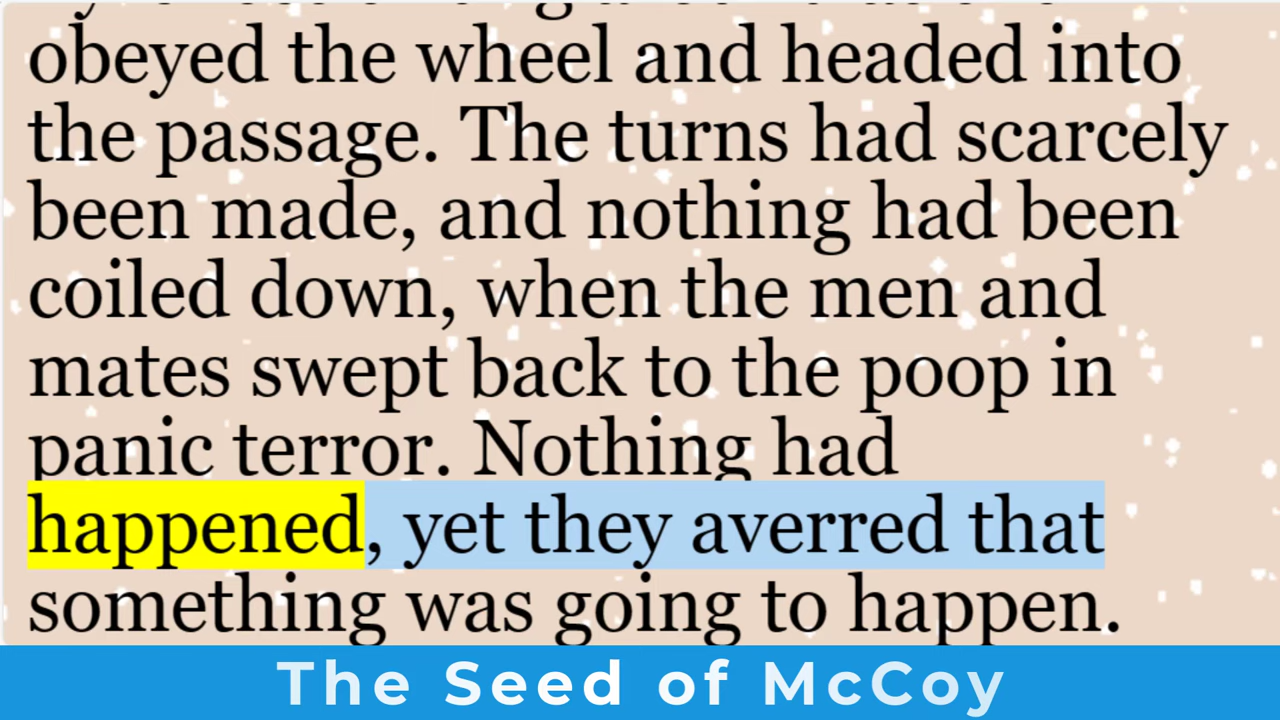 obeyed the wheel and headed into
the passage. The turns had scarcely
been made, and nothing had been
coiled down, when the men and
mates swept back to the poop in
panic terror. Nothing had
happened, yet they averred that
something was going to happen.
The Seed of McCoy